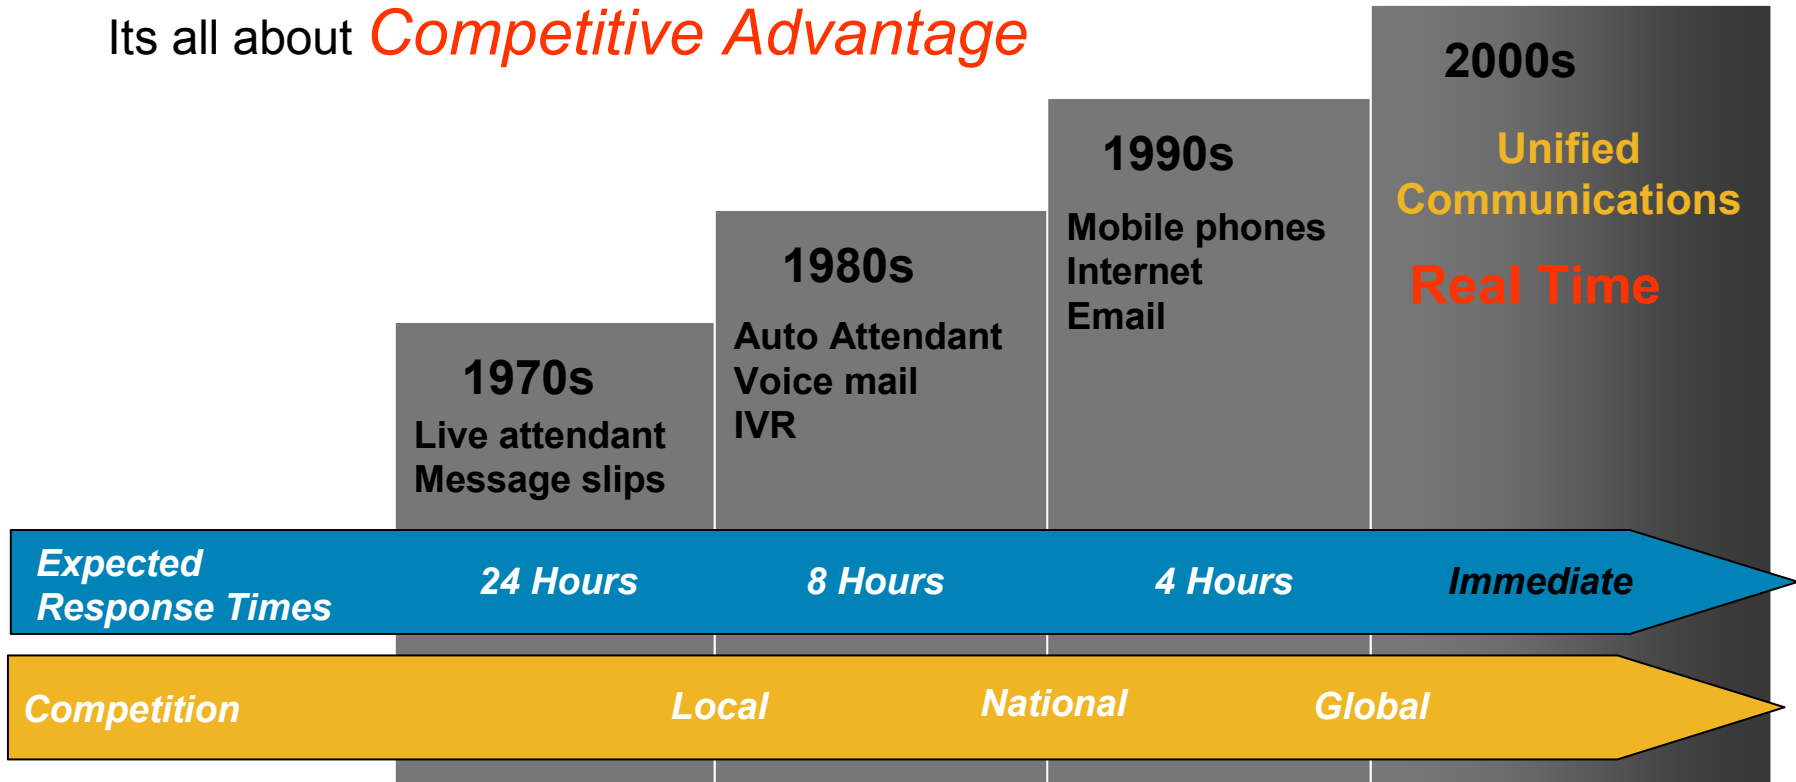 Its all about Competitive Advantage
1970s
Live attendant
Message slips
1980s
Auto Attendant
Voice mail
IVR
1990s
Mobile phones
Internet
Email
2000s
Unified
Communications
Real Time
Expected
Response Times
24 Hours
8 Hours
4 Hours
Immediate
Competition
Local
National
Global